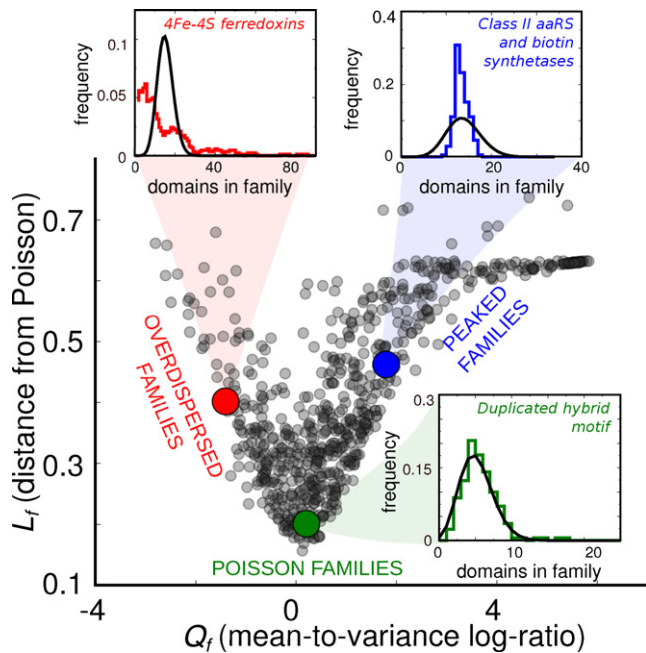 4Fe-4S ferredoxins
0.1
0.05
0
frequency
0 40 80
domains in family
Class II aaRS
and biotin
synthetases
0.4
0.2
0
frequency
0 20 40
domains in family
0.7
0.5
0.3
0.1
L_f (distance from Poisson)
OVERDISPERSED
FAMILIES
PEAKED
FAMILIES
POISSON FAMILIES
Duplicated hybrid
motif
0.3
0.15
0
frequency
0 10 20
domains in family
-4 0 4
Q_f (mean-to-variance log-ratio)